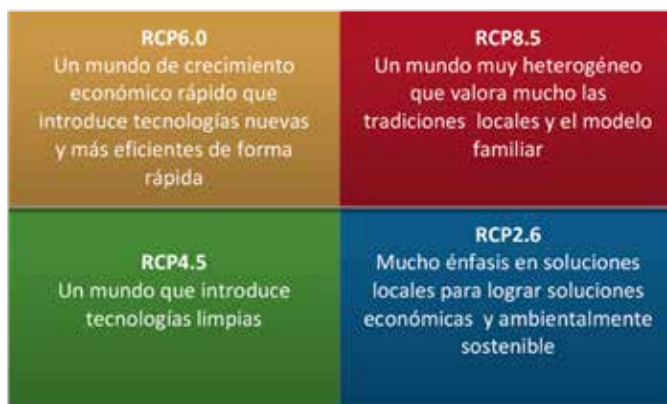 RCP6.0
Un mundo de crecimiento
económico rápido que
introduce tecnologías nuevas
y más eficientes de forma
rápida
RCP8.5
Un mundo muy heterogéneo
que valora mucho las
tradiciones locales y el modelo
familiar
RCP4.5
Un mundo que introduce
tecnologías limpias
RCP2.6
Mucho énfasis en soluciones
locales para lograr soluciones
económicas y ambientalmente
sostenible